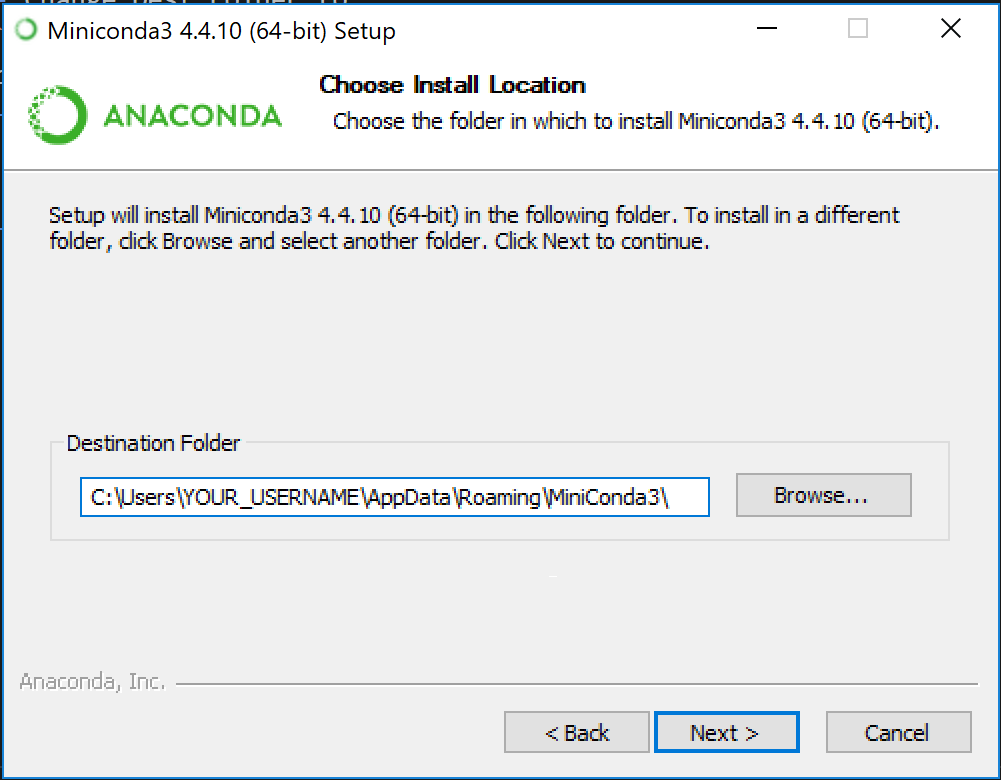 Miniconda3 4.4.10 (64-bit) Setup
ANACONDA
Choose Install Location
Choose the folder in which to install Miniconda3 4.4.10 (64-bit).
Setup will install Miniconda3 4.4.10 (64-bit) in the following folder. To install in a different
folder, click Browse and select another folder. Click Next to continue.
Destination Folder
C:\Users\YOUR_USERNAME\AppData\Roaming\MiniConda3\
Browse...
Anaconda, Inc.
< Back
Next >
Cancel